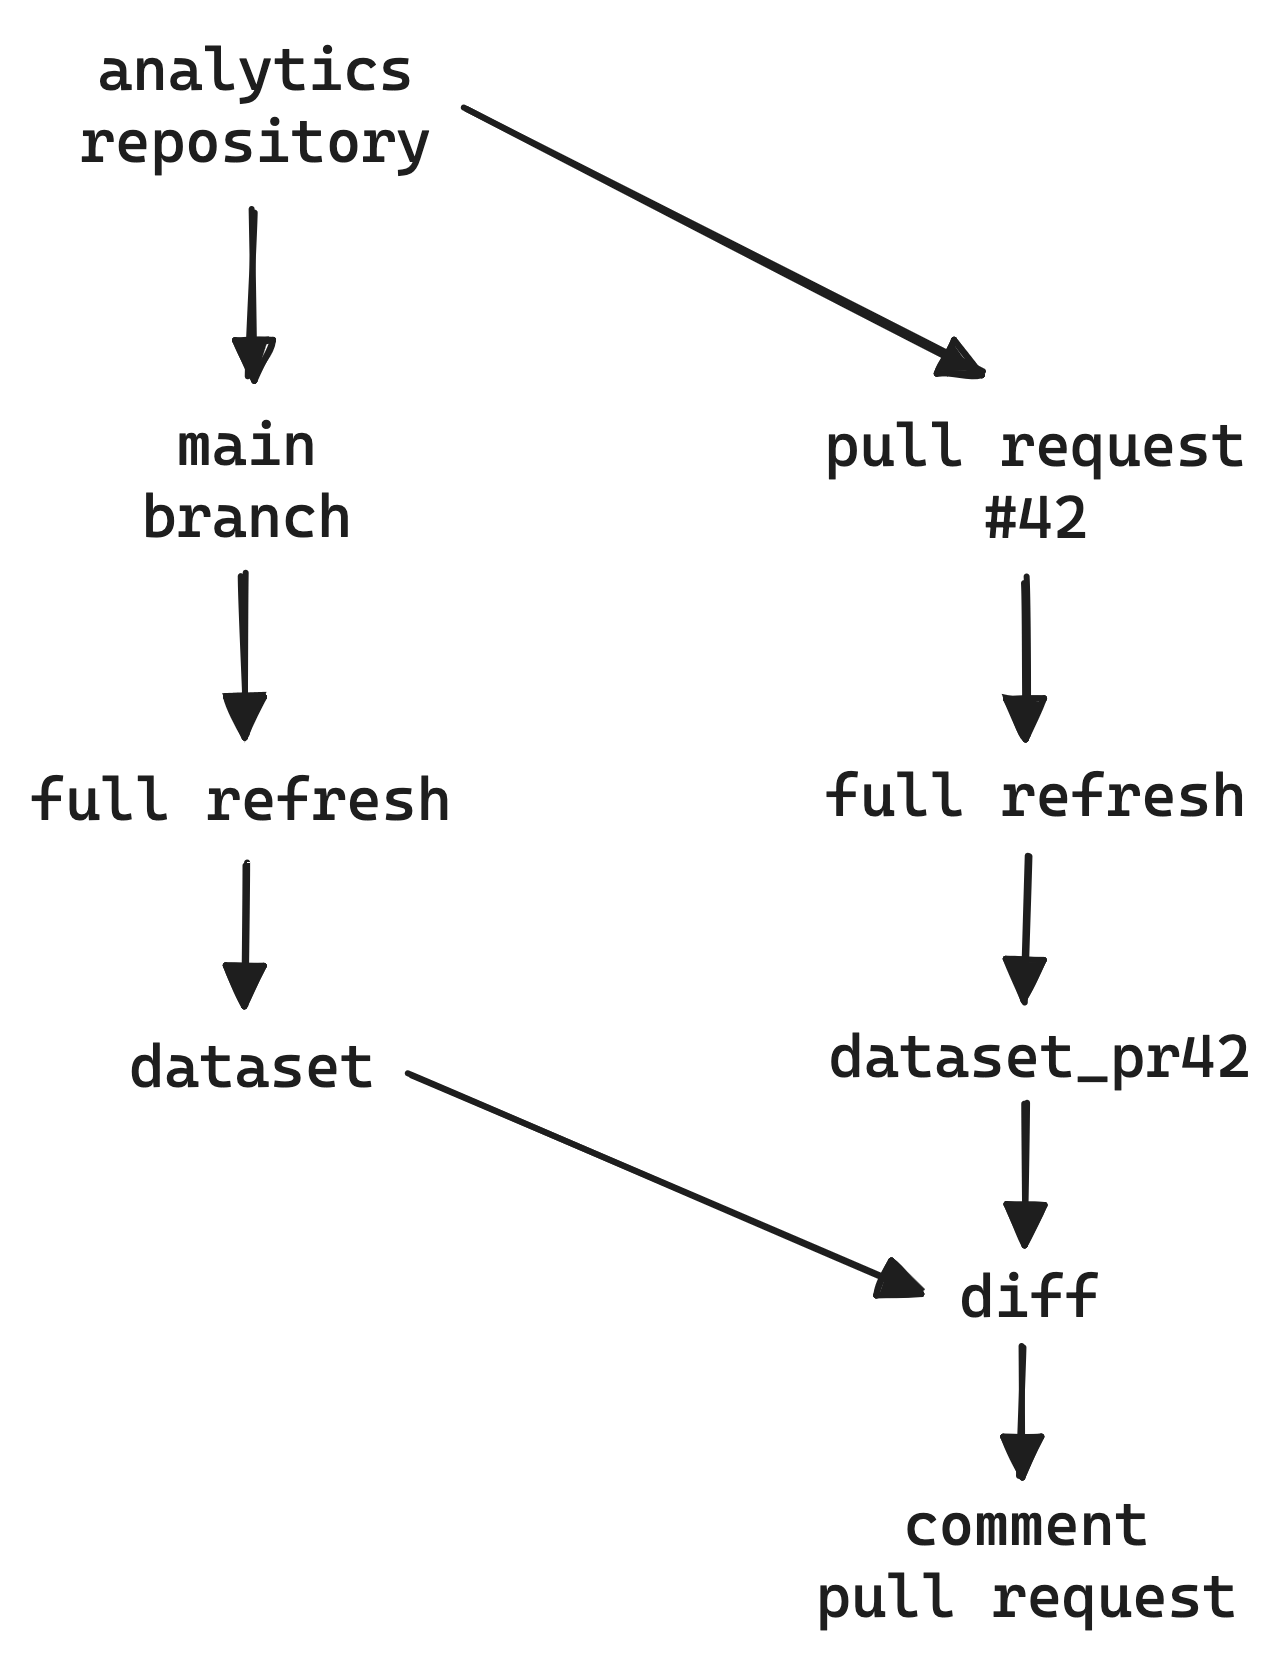 analytics
repository
main
branch
pull request
#42
full refresh
full refresh
dataset
dataset_pr42
diff
comment
pull request